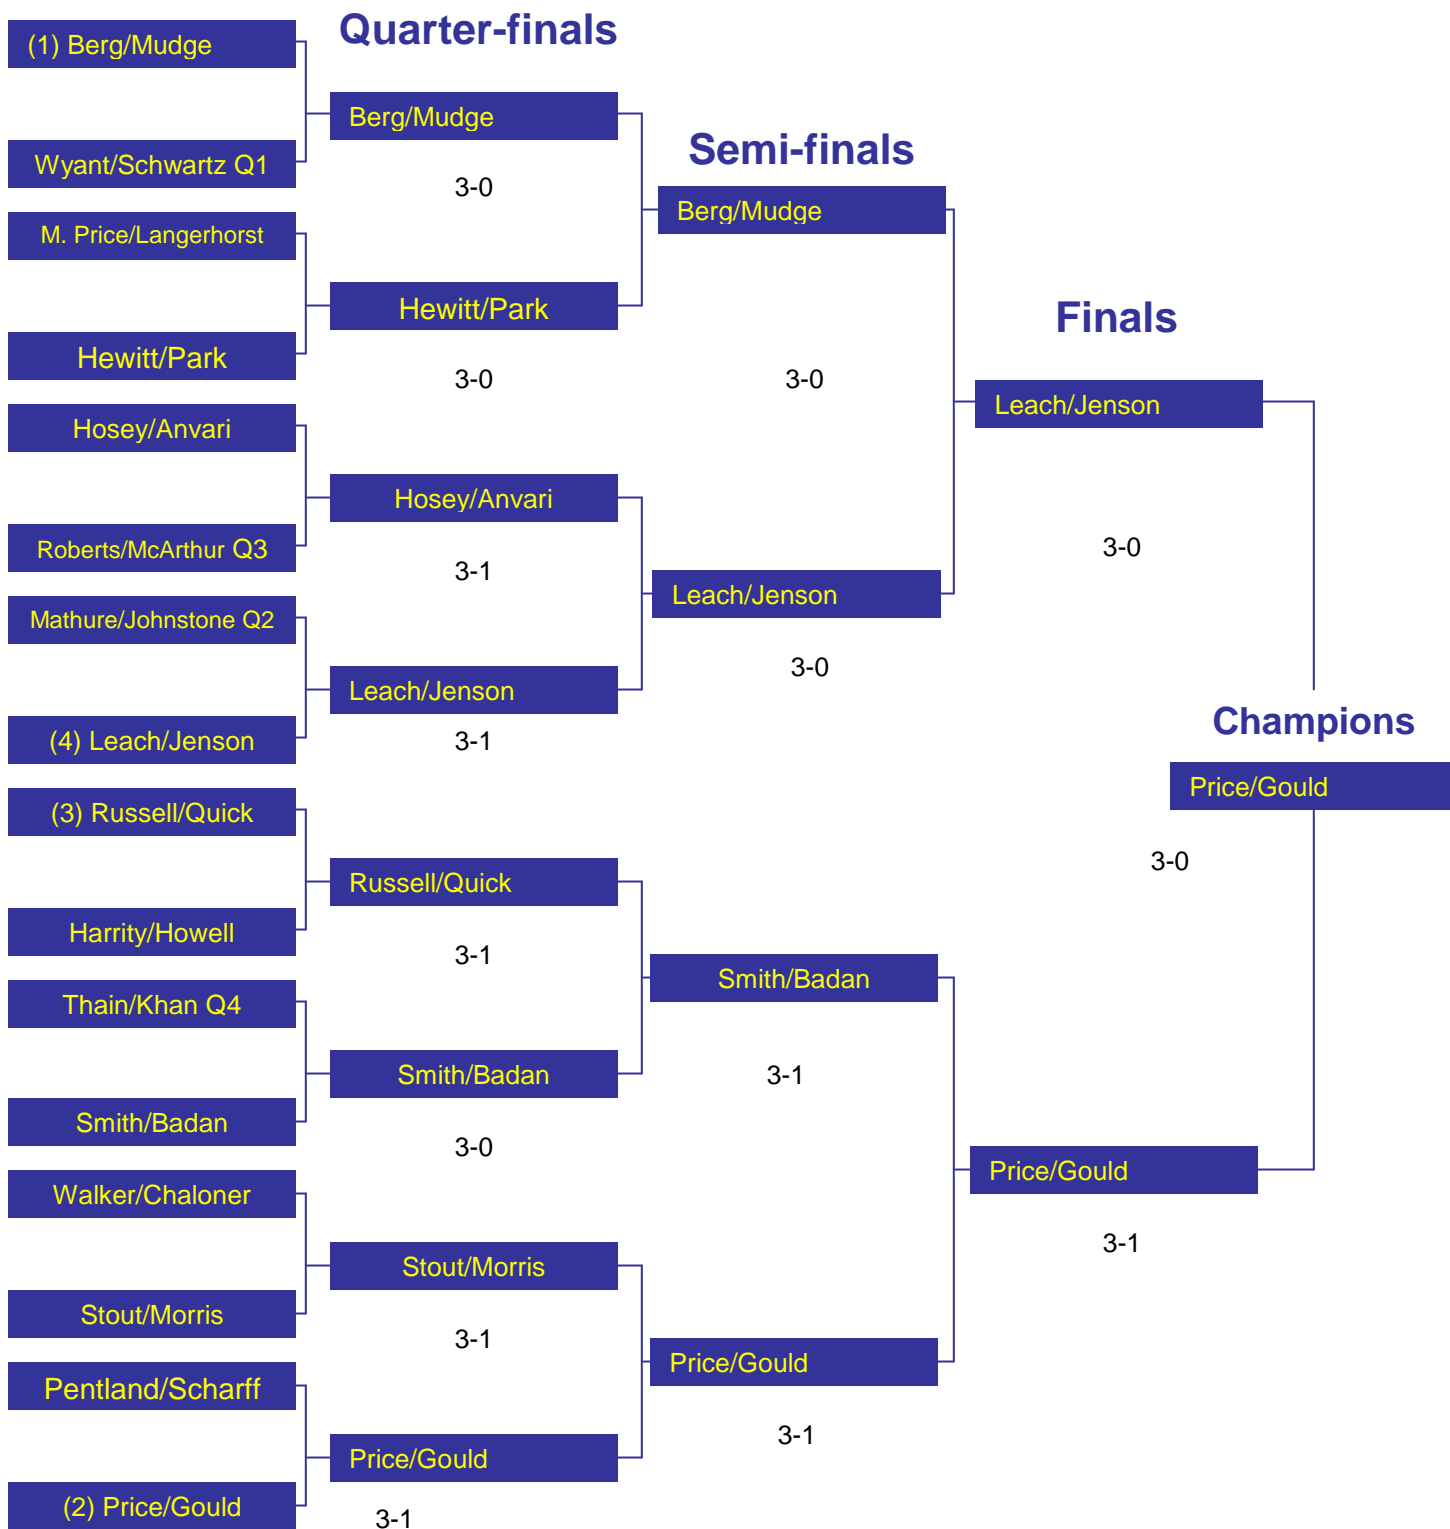 Quarter-finals
(1) Berg/Mudge
Berg/Mudge
Semi-finals
Wyant/Schwartz Q1
3-0
Berg/Mudge
M. Price/Langerhorst
Hewitt/Park
Finals
Hewitt/Park
3-0
3-0
Leach/Jenson
Hosey/Anvari
Hosey/Anvari
Roberts/McArthur Q3
3-0
3-1
Leach/Jenson
Mathure/Johnstone Q2
3-0
Leach/Jenson
Champions
(4) Leach/Jenson
3-1
Price/Gould
(3) Russell/Quick
3-0
Russell/Quick
Harrity/Howell
3-1
Smith/Badan
Thain/Khan Q4
Smith/Badan
3-1
Smith/Badan
3-0
Price/Gould
Walker/Chaloner
3-1
Stout/Morris
Stout/Morris
3-1
Price/Gould
Pentland/Scharff
3-1
Price/Gould
(2) Price/Gould
3-1